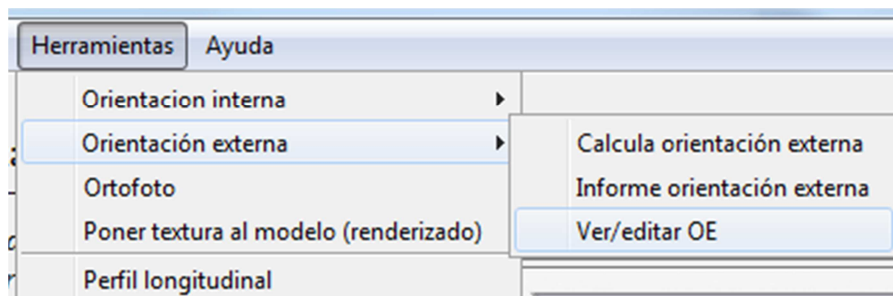 Herramientas Ayuda
Orientacion interna
Orientación externa
Ortofoto
Poner textura al modelo (renderizado)
Perfil longitudinal
Calcula orientación externa
Informe orientación externa
Ver/editar OE